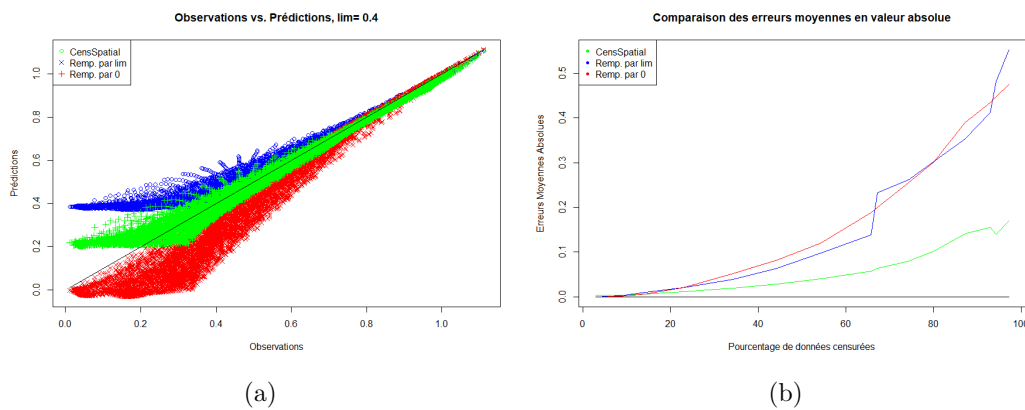 Observations vs. Prédictions, lim= 0.4
CensSpatial
Remp. par lim
Remp. par 0
Prédictions
1.0
0.8
0.6
0.4
0.2
0.0
0.0 0.2 0.4 0.6 0.8 1.0
Observations
(a)
Comparaison des erreurs moyennes en valeur absolue
CensSpatial
Remp. par lim
Remp. par 0
Erreurs Moyennes Absolues
0.5
0.4
0.3
0.2
0.1
0.0
0 20 40 60 80 100
Pourcentage de données censurées
(b)